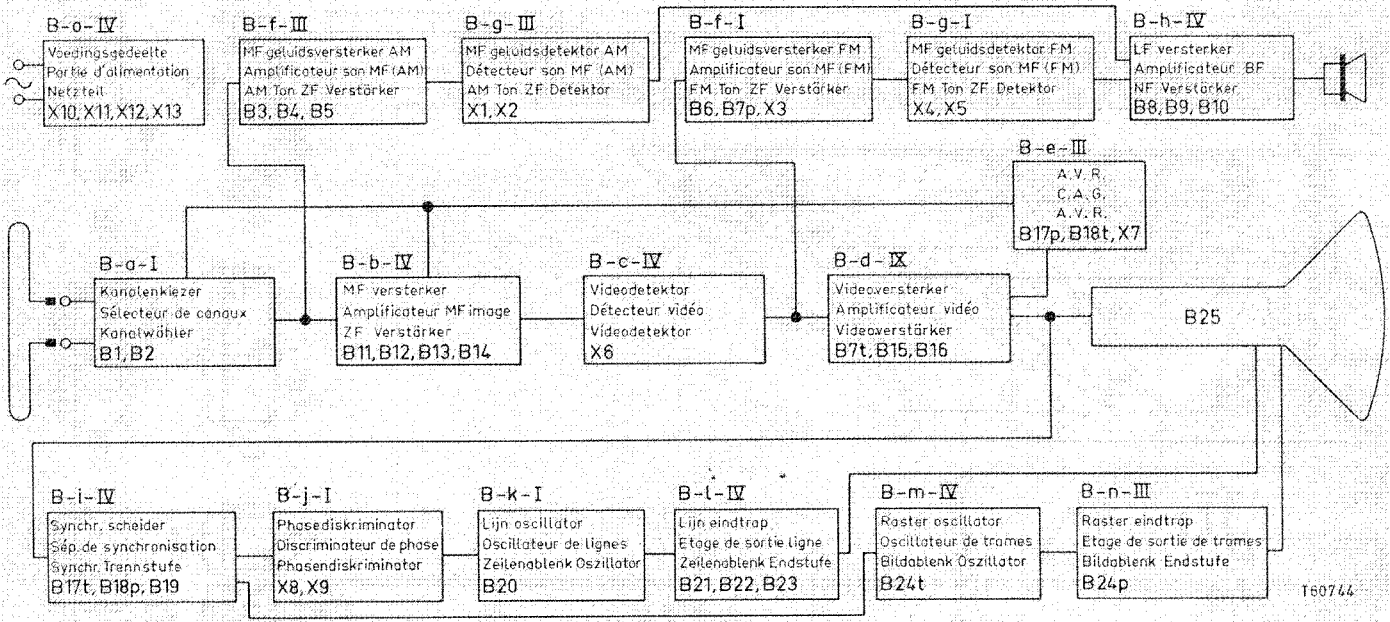 B-o-IV
Voedingsgedeelte
Partie d'alimentation
Netzteil
X10, X11, X12, X13
B-f-III
MF geluidsversterker AM
Amplificateur son MF (AM)
AM Ton ZF Verstärker
B3, B4, B5
B-g-III
MF geluidsdetektor AM
Détecteur son MF (AM)
AM Ton ZF Detektor
X1, X2
B-f-I
MF geluidsversterker FM
Amplificateur son MF (FM)
FM Ton ZF Verstärker
B6, B7p, X3
B-g-I
MF geluidsdetektor FM
Détecteur son MF (FM)
FM Ton ZF Detektor
X4, X5
B-h-IV
LF versterker
Amplificateur BF
NF Verstärker
B8, B9, B10
B-e-III
A.V.R.
C.A.G.
A.V.R.
B17p, B18t, X7
B-a-I
Kanalenkiezer
Sélecteur de canaux
Kanalwähler
B1, B2
B-b-IV
MF versterker
Amplificateur MF image
ZF Verstärker
B11, B12, B13, B14
B-c-IV
Videodetektor
Détecteur vidéo
Videodetektor
X6
B-d-IX
Videoversterker
Amplificateur vidéo
Videoverstärker
B7t, B15, B16
B25
B-i-IV
Synchr. scheider
Sép. de synchronisation
Synchr. Trennstufe
B17t, B18p, B19
B-j-I
Phasediskriminator
Discriminateur de phase
Phasendiskriminator
X8, X9
B-k-I
Lijn oscillator
Oscillateur de lignes
Zeilenablenk Oszillator
B20
B-l-IV
Lijn eindtrap
Etage de sortie ligne
Zeilenablenk Endstufe
B21, B22, B23
B-m-IV
Raster oscillator
Oscillateur de trames
Bildablenk Oszillator
B24t
B-n-III
Raster eindtrap
Etage de sortie de trames
Bildablenk Endstufe
B24p
T60744